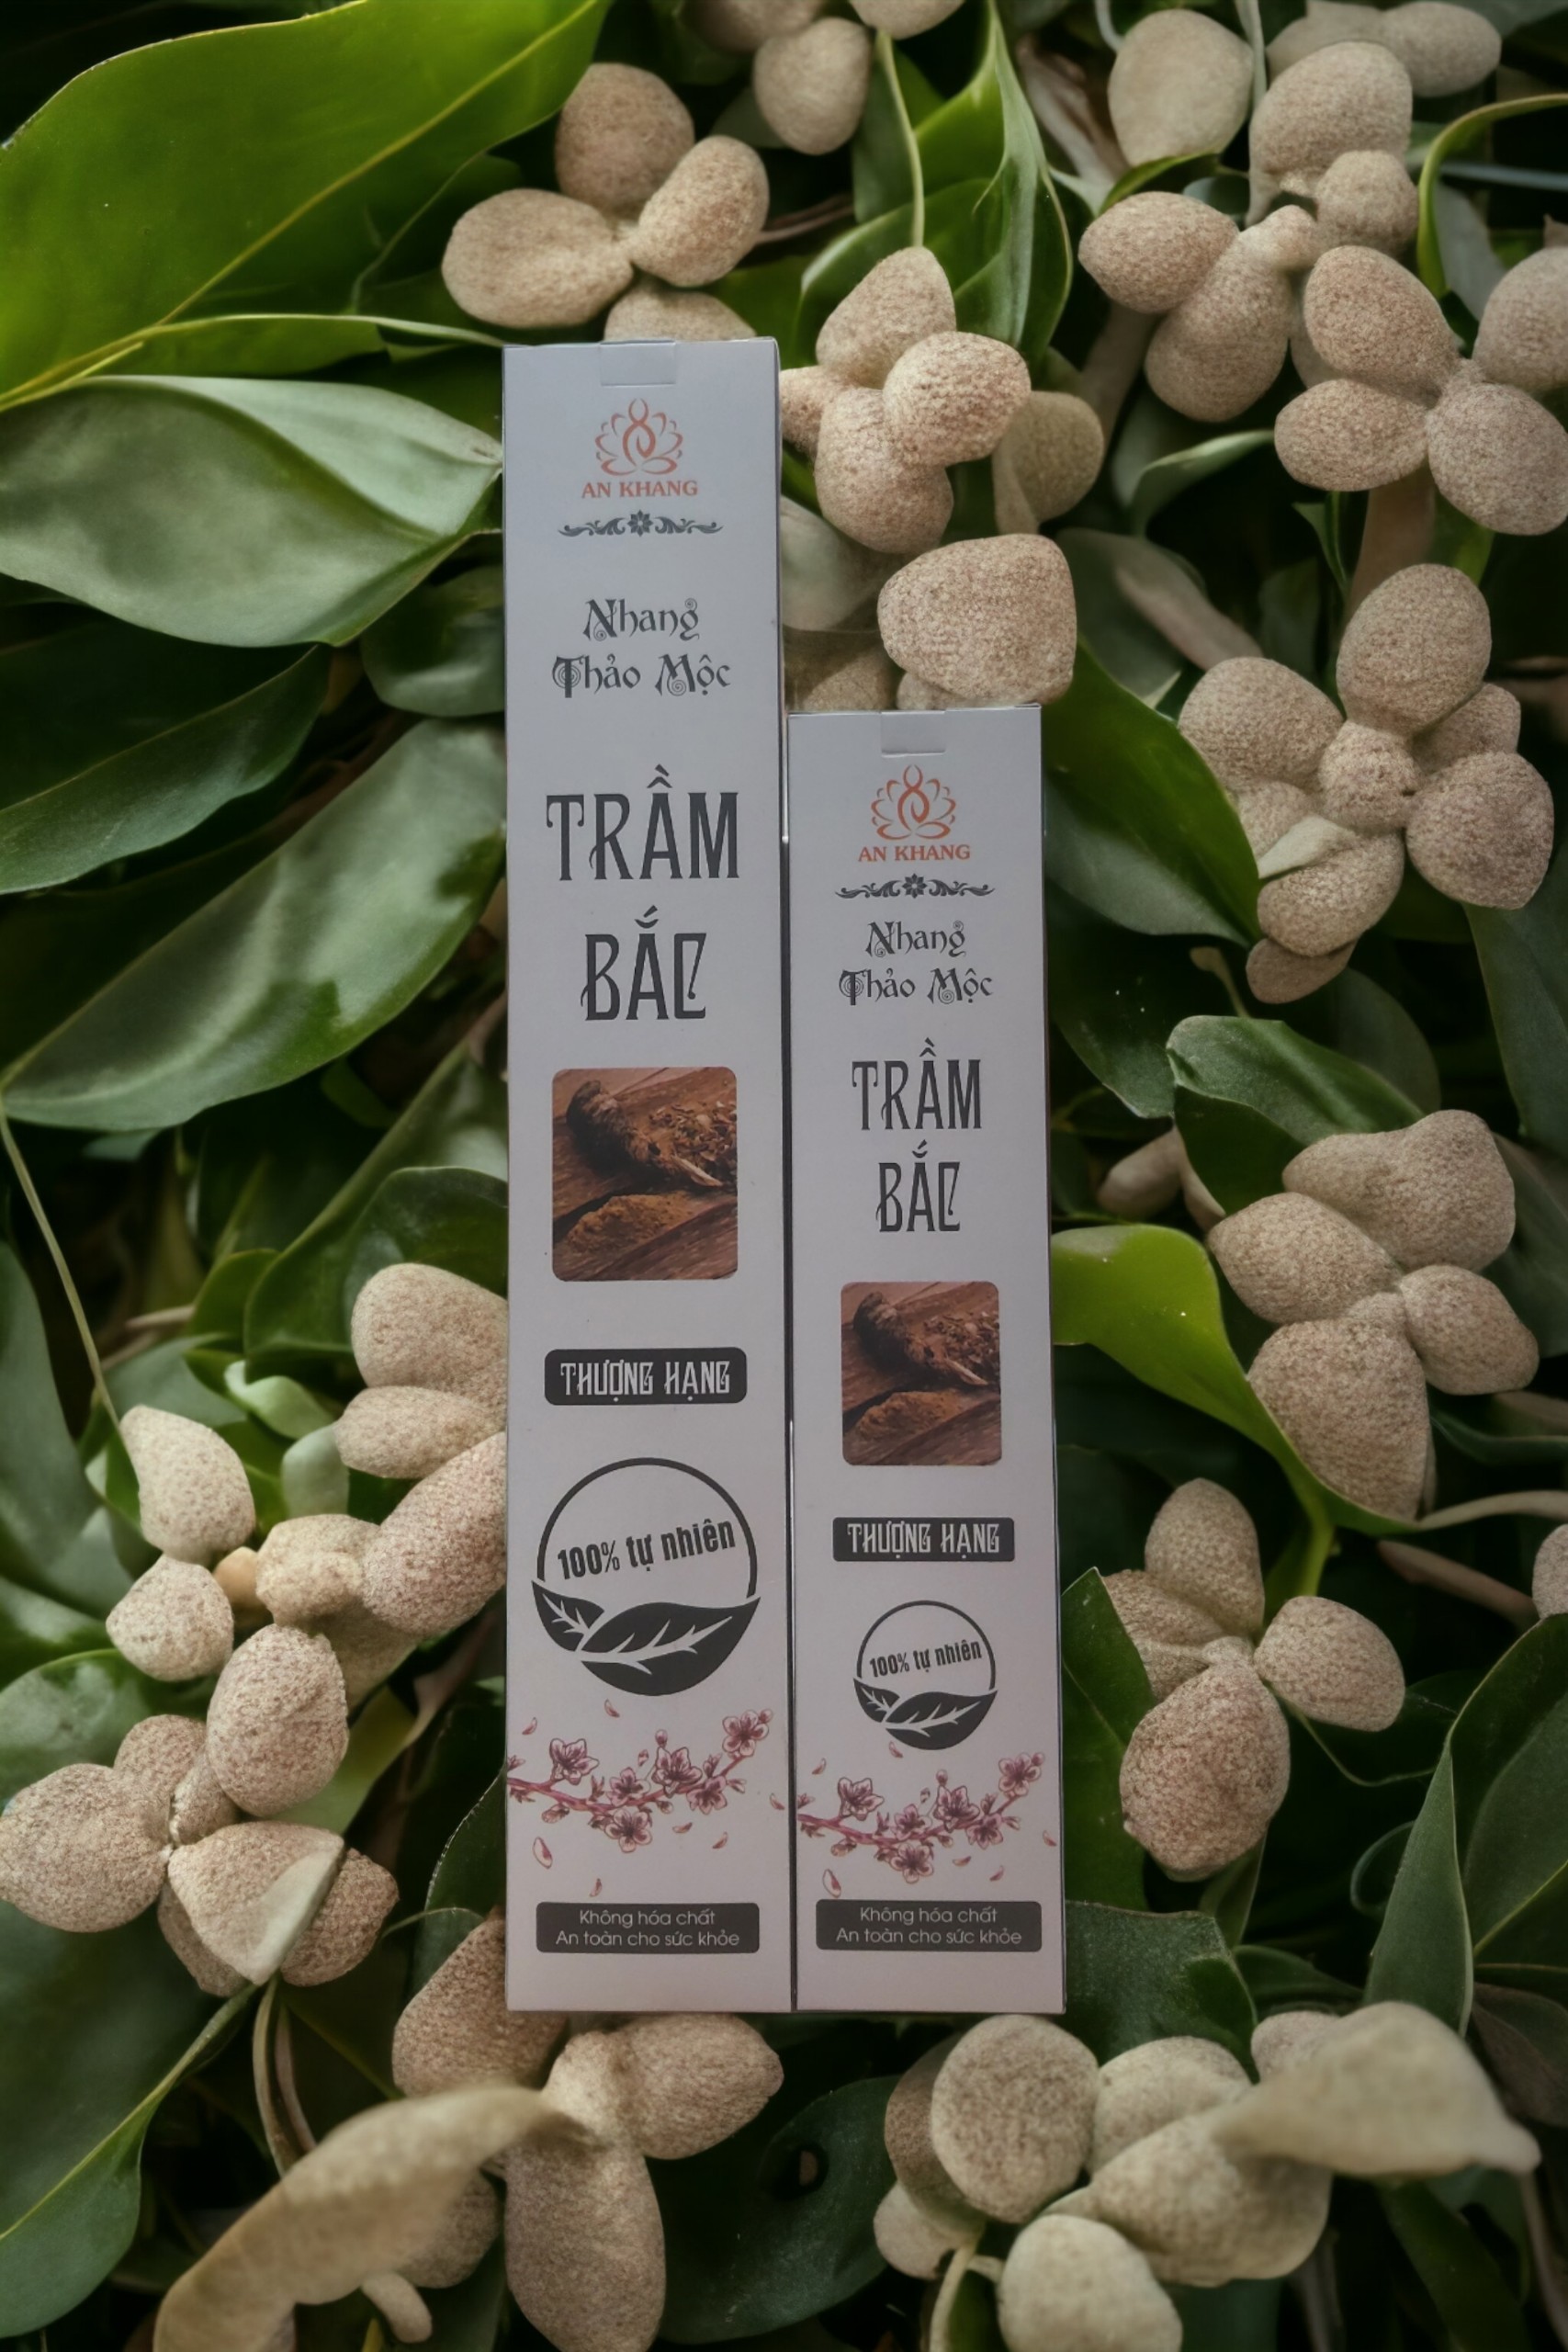 AN KHANG
Nhang
Thảo Mộc
TRẦM
BẮC
THƯỢNG HẠNG
100% tự nhiên
Không hóa chất
An toàn cho sức khỏe
AN KHANG
Nhang
Thảo Mộc
TRẦM
BẮC
THƯỢNG HẠNG
100% tự nhiên
Không hóa chất
An toàn cho sức khỏe